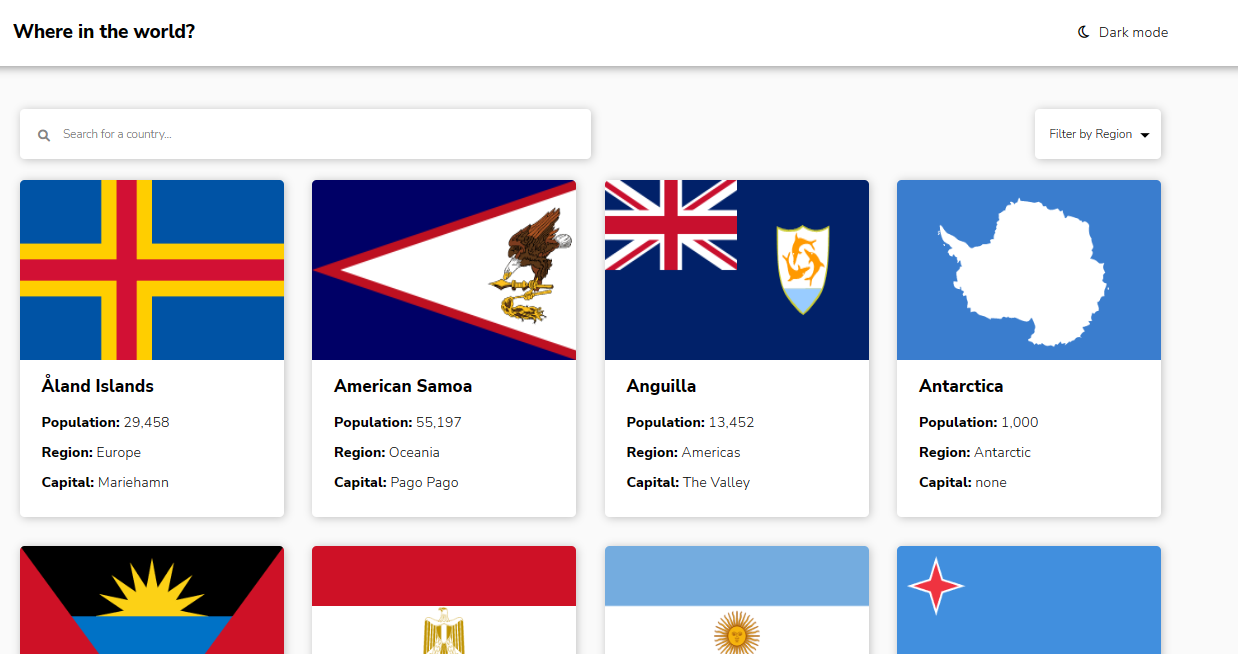 Where in the world?
Dark mode
Search for a country...
Filter by Region
Åland Islands
Population: 29,458
Region: Europe
Capital: Mariehamn
American Samoa
Population: 55,197
Region: Oceania
Capital: Pago Pago
Anguilla
Population: 13,452
Region: Americas
Capital: The Valley
Antarctica
Population: 1,000
Region: Antarctic
Capital: none